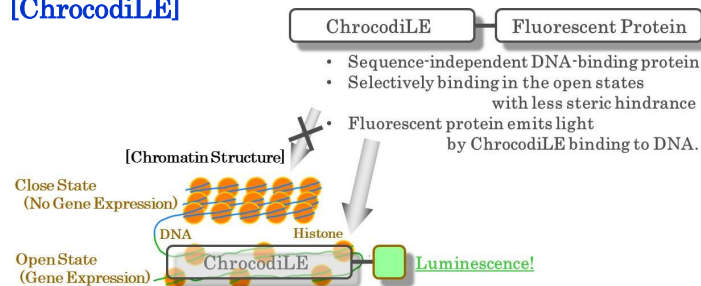 [ChrocodiLE]
ChrocodiLE
Fluorescent Protein
• Sequence-independent DNA-binding protein
• Selectively binding in the open states
with less steric hindrance
• Fluorescent protein emits light
by ChrocodiLE binding to DNA.
[Chromatin Structure]
Close State
(No Gene Expression)
DNA
Histone
Open State
(Gene Expression)
ChrocodiLE
Luminescence!